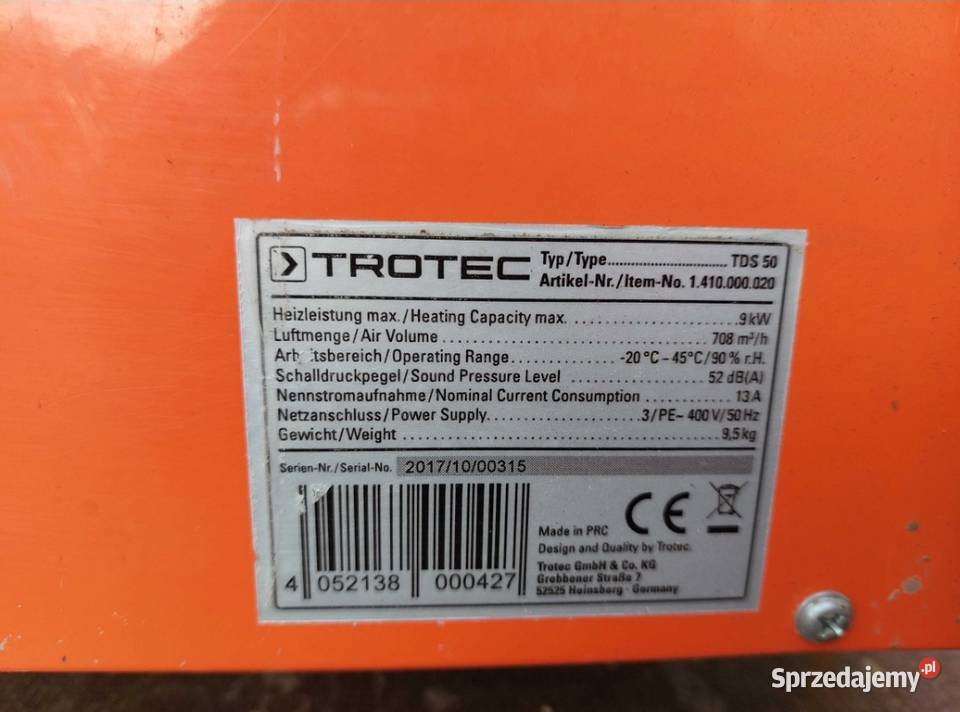 TROTEC
Typ/Type................................ TDS 50
Artikel-Nr./Item-No. 1.410.000.020
Heizleistung max./Heating Capacity max. ........................ 9 kW
Luftmenge/Air Volume ........................................ 708 m³/h
Arbeitsbereich/Operating Range................ -20 °C – 45°C/90 % r.H.
Schalldruckpegel/Sound Pressure Level .................... 52 dB(A)
Nennstromaufnahme/Nominal Current Consumption ............ 13 A
Netzanschluss/Power Supply...................... 3/PE~ 400 V/50 Hz
Gewicht/Weight ................................................ 9,5 kg
Serien-Nr./Serial-No. 2017/10/00315
Made in PRC
CE
Design and Quality by Trotec.
Trotec GmbH & Co. KG
Grebbener Straße 7
52525 Heinsberg · Germany
4 052138 000427
Sprzedajemy.pl